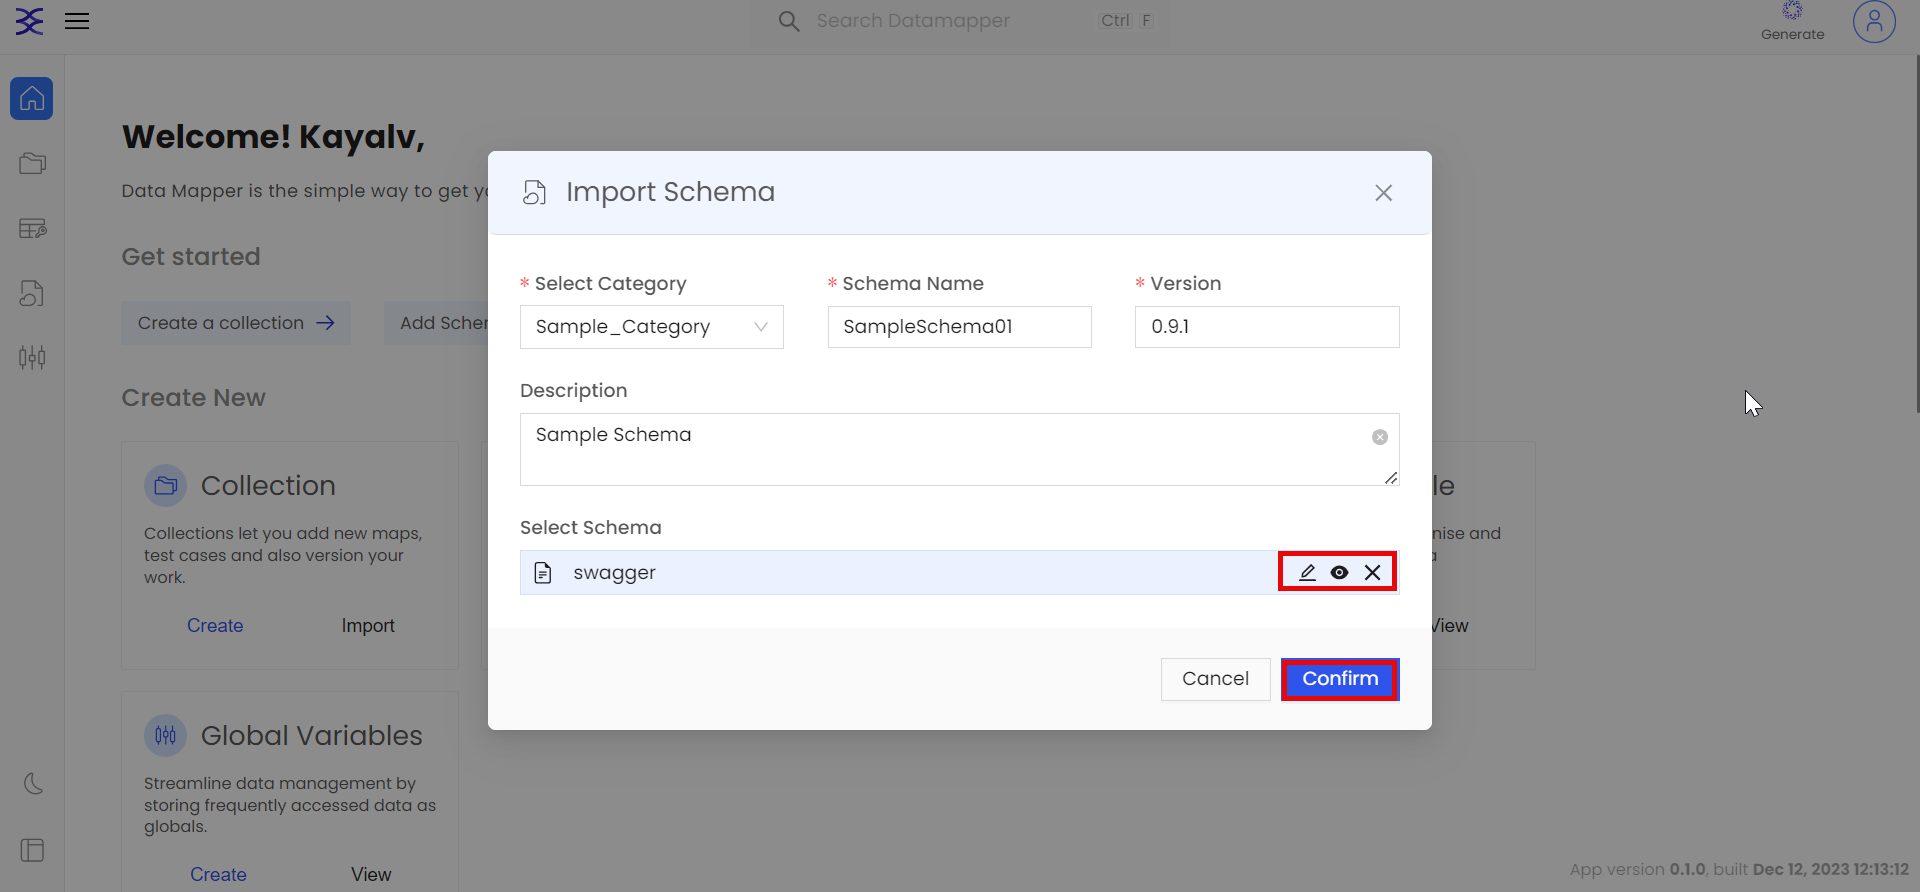 Search Datamapper Ctrl F
Generate
Welcome! Kayalv,
Data Mapper is the simple way to get
Get started
Create a collection
Add
Create New
Collection
Collections let you add new maps,
test cases and also version your
work.
Create Import
Global Variables
Streamline data management by
storing frequently accessed data as
globals.
Create View
Import Schema
* Select Category
Sample_Category
* Schema Name
SampleSchema01
* Version
0.9.1
Description
Sample Schema
Select Schema
swagger
Cancel Confirm
and
View
App version 0.1.0, built Dec 12, 2023 12:13:12